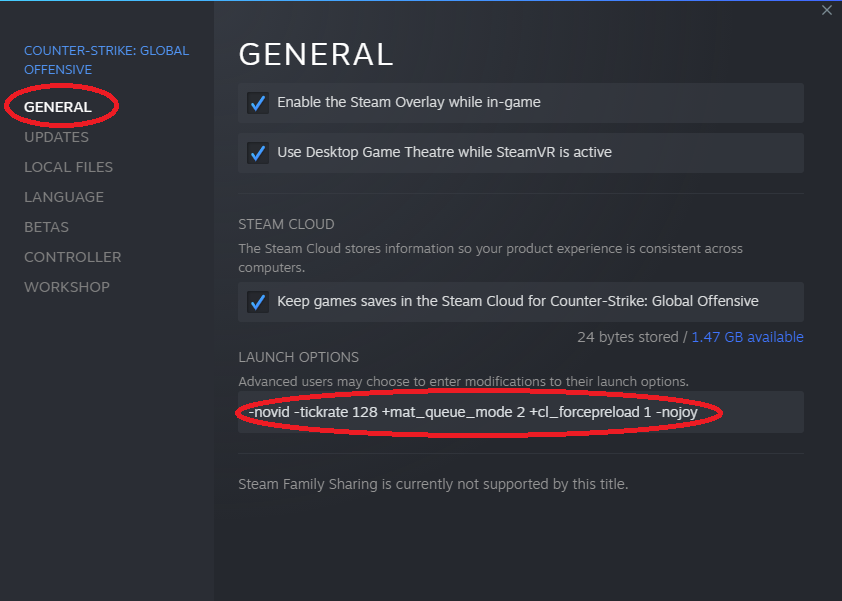 COUNTER-STRIKE: GLOBAL
OFFENSIVE
GENERAL
UPDATES
LOCAL FILES
LANGUAGE
BETAS
CONTROLLER
WORKSHOP
GENERAL
Enable the Steam Overlay while in-game
Use Desktop Game Theatre while SteamVR is active
STEAM CLOUD
The Steam Cloud stores information so your product experience is consistent across
computers.
Keep games saves in the Steam Cloud for Counter-Strike: Global Offensive
24 bytes stored / 1.47 GB available
LAUNCH OPTIONS
Advanced users may choose to enter modifications to their launch options.
-novid -tickrate 128 +mat_queue_mode 2 +cl_forcepreload 1 -nojoy
Steam Family Sharing is currently not supported by this title.